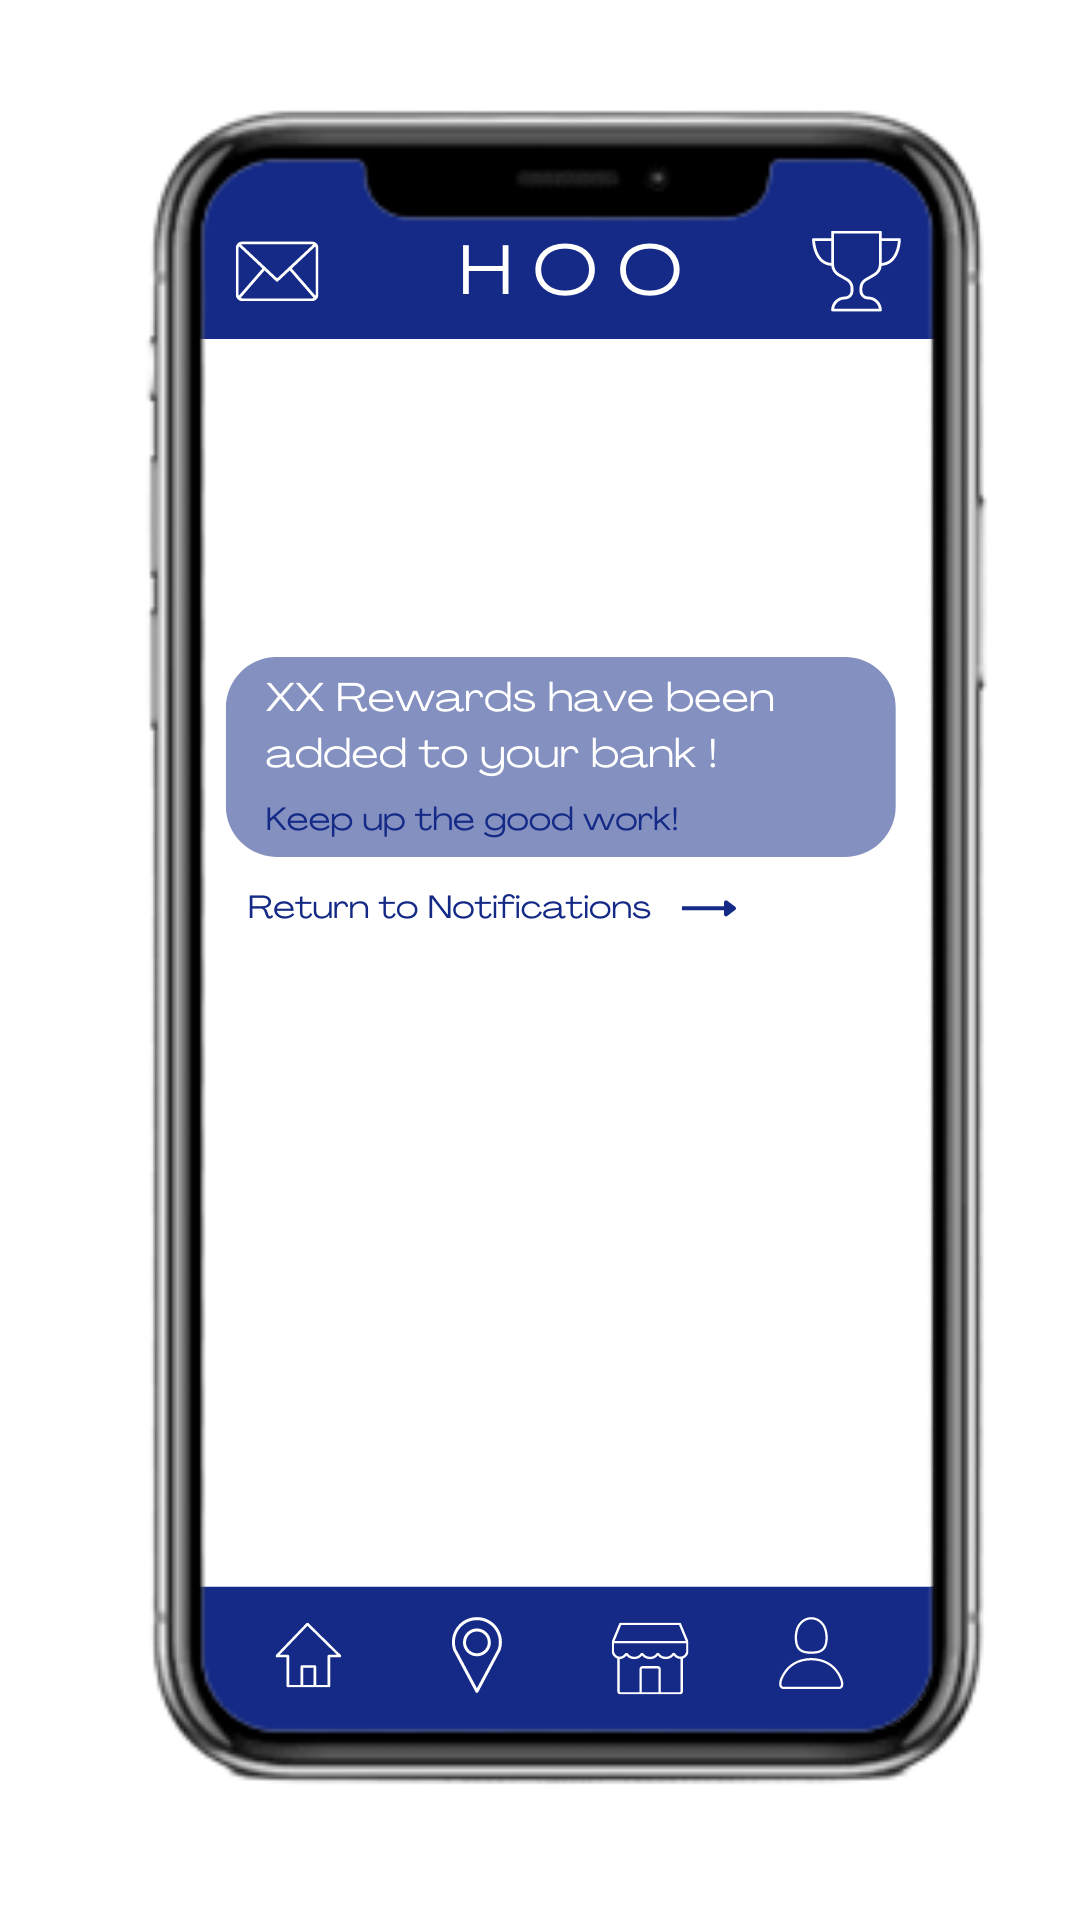 HOO
XX Rewards have been
added to your bank !
Keep up the good work!
Return to Notifications